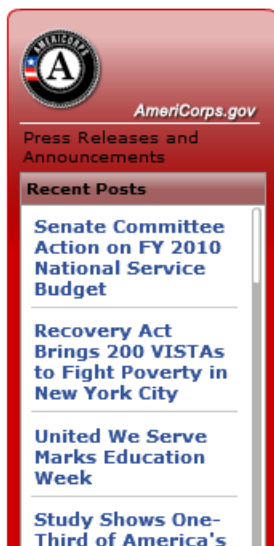 AMERICORPS
A
AmeriCorps.gov
Press Releases and
Announcements
Recent Posts
Senate Committee
Action on FY 2010
National Service
Budget
Recovery Act
Brings 200 VISTAs
to Fight Poverty in
New York City
United We Serve
Marks Education
Week
Study Shows One-
Third of America's